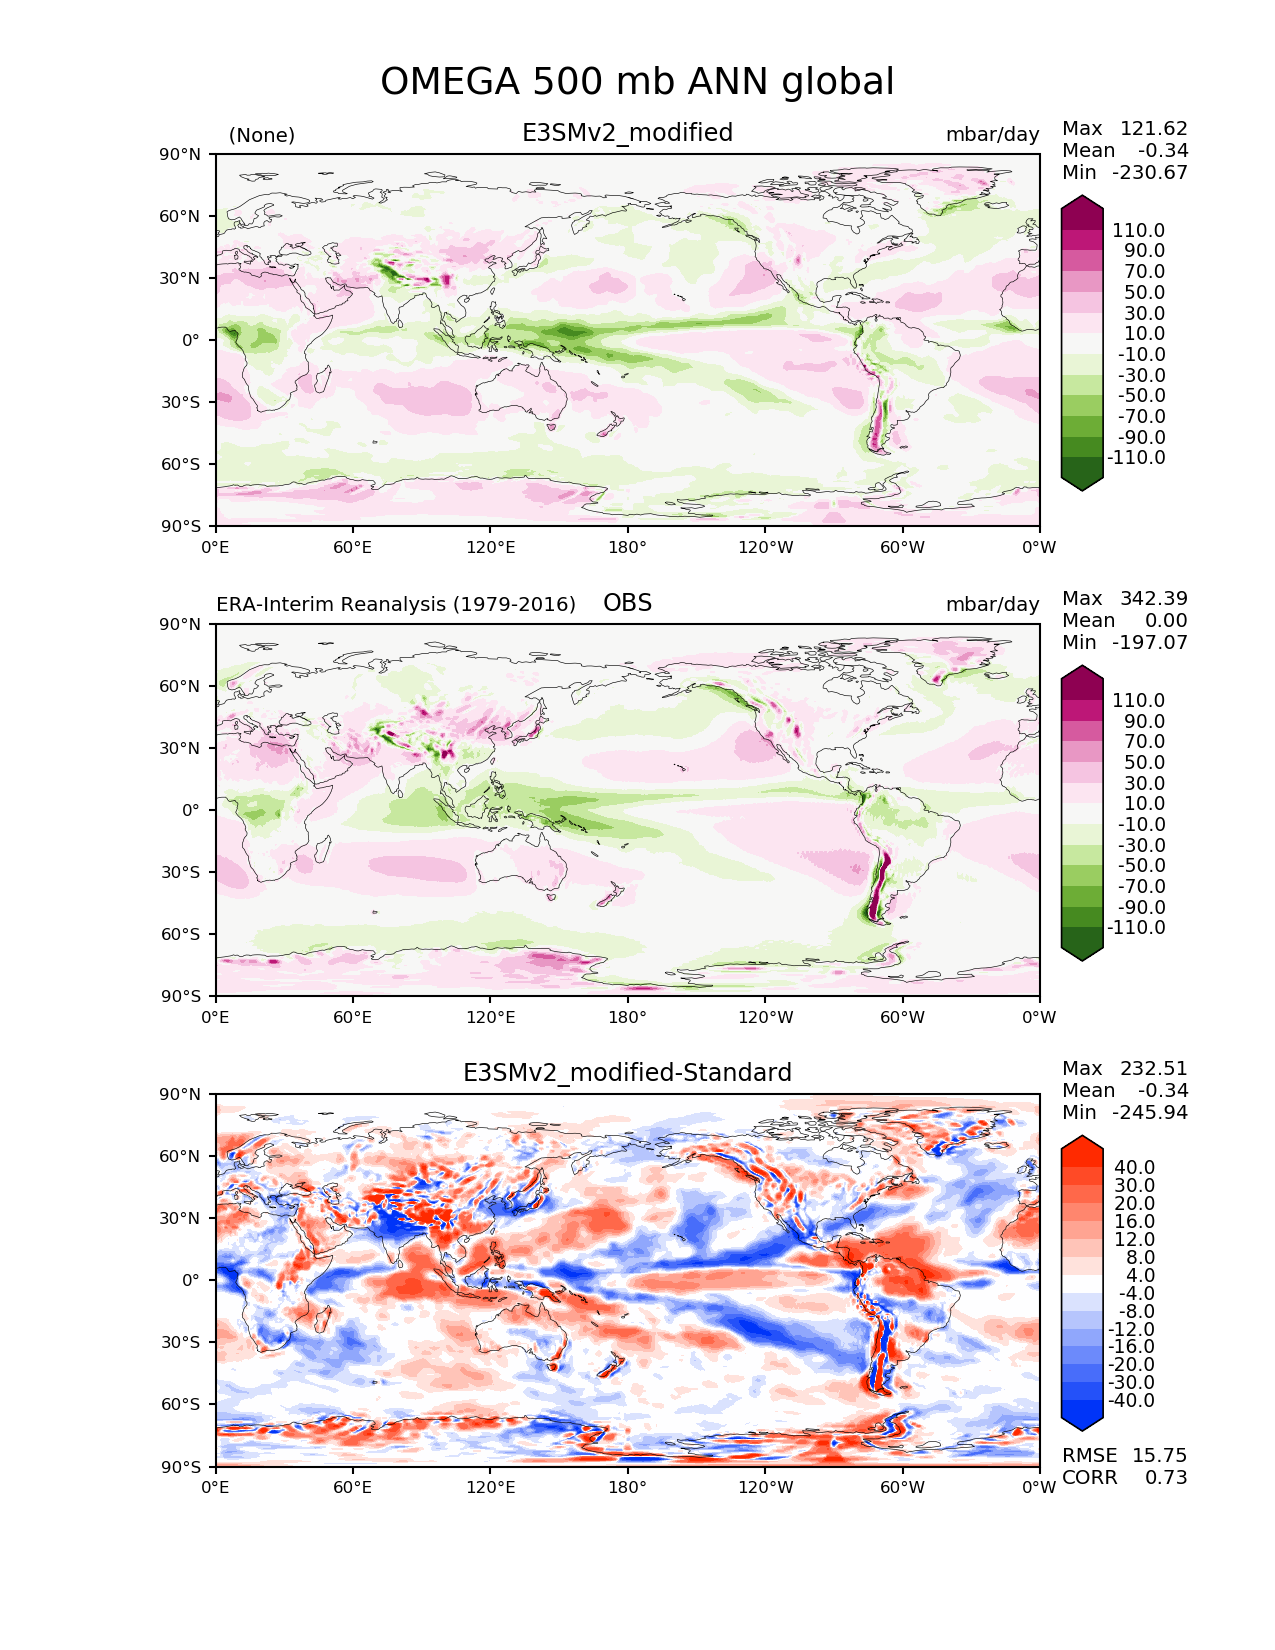 OMEGA 500 mb ANN global
(None) E3SMv2_modified mbar/day
Max 121.62
Mean -0.34
Min -230.67
90°N
60°N
30°N
0°
30°S
60°S
90°S
0°E 60°E 120°E 180° 120°W 60°W 0°W
110.0
90.0
70.0
50.0
30.0
10.0
-10.0
-30.0
-50.0
-70.0
-90.0
-110.0
ERA-Interim Reanalysis (1979-2016) OBS mbar/day
Max 342.39
Mean 0.00
Min -197.07
90°N
60°N
30°N
0°
30°S
60°S
90°S
0°E 60°E 120°E 180° 120°W 60°W 0°W
110.0
90.0
70.0
50.0
30.0
10.0
-10.0
-30.0
-50.0
-70.0
-90.0
-110.0
E3SMv2_modified-Standard
Max 232.51
Mean -0.34
Min -245.94
90°N
60°N
30°N
0°
30°S
60°S
90°S
0°E 60°E 120°E 180° 120°W 60°W 0°W
40.0
30.0
20.0
16.0
12.0
8.0
4.0
-4.0
-8.0
-12.0
-16.0
-20.0
-30.0
-40.0
RMSE 15.75
CORR 0.73